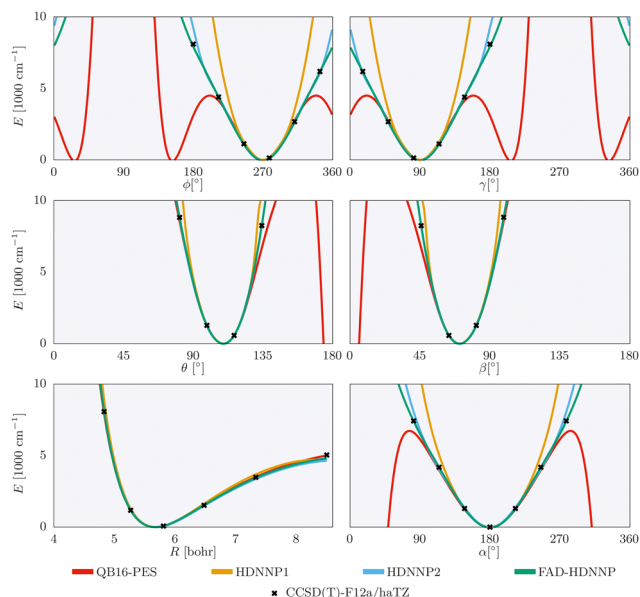 10
5
0
E [1000 cm⁻¹]
0 90 180 270 360
ϕ[°]
0 90 180 270 360
γ[°]
10
5
0
E [1000 cm⁻¹]
0 45 90 135 180
θ [°]
0 45 90 135 180
β[°]
10
5
0
E [1000 cm⁻¹]
4 5 6 7 8
R [bohr]
0 90 180 270 360
α[°]
QB16-PES HDNNP1 HDNNP2 FAD-HDNNP
CCSD(T)-F12a/haTZ